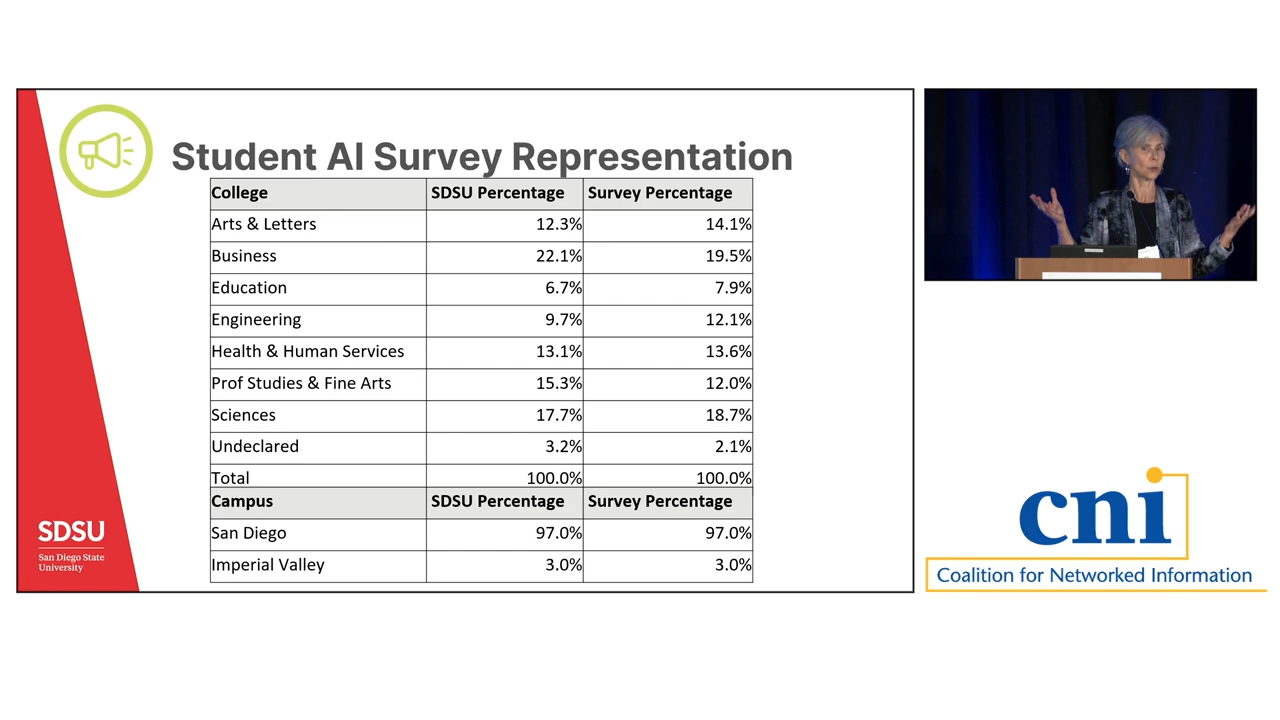 Student AI Survey Representation
College SDSU Percentage Survey Percentage
Arts & Letters 12.3% 14.1%
Business 22.1% 19.5%
Education 6.7% 7.9%
Engineering 9.7% 12.1%
Health & Human Services 13.1% 13.6%
Prof Studies & Fine Arts 15.3% 12.0%
Sciences 17.7% 18.7%
Undeclared 3.2% 2.1%
Total 100.0% 100.0%
Campus SDSU Percentage Survey Percentage
San Diego 97.0% 97.0%
Imperial Valley 3.0% 3.0%
SDSU
San Diego State
University
cni
Coalition for Networked Information